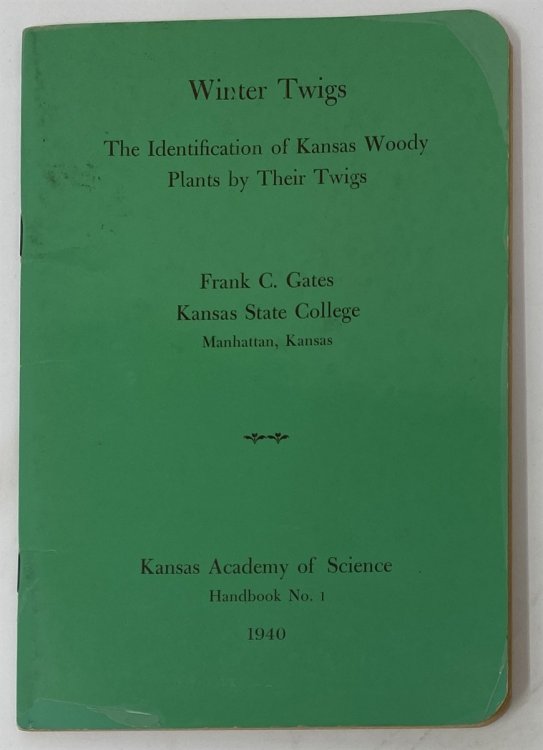 Winter Twigs
The Identification of Kansas Woody
Plants by Their Twigs
Frank C. Gates
Kansas State College
Manhattan, Kansas
Kansas Academy of Science
Handbook No. 1
1940